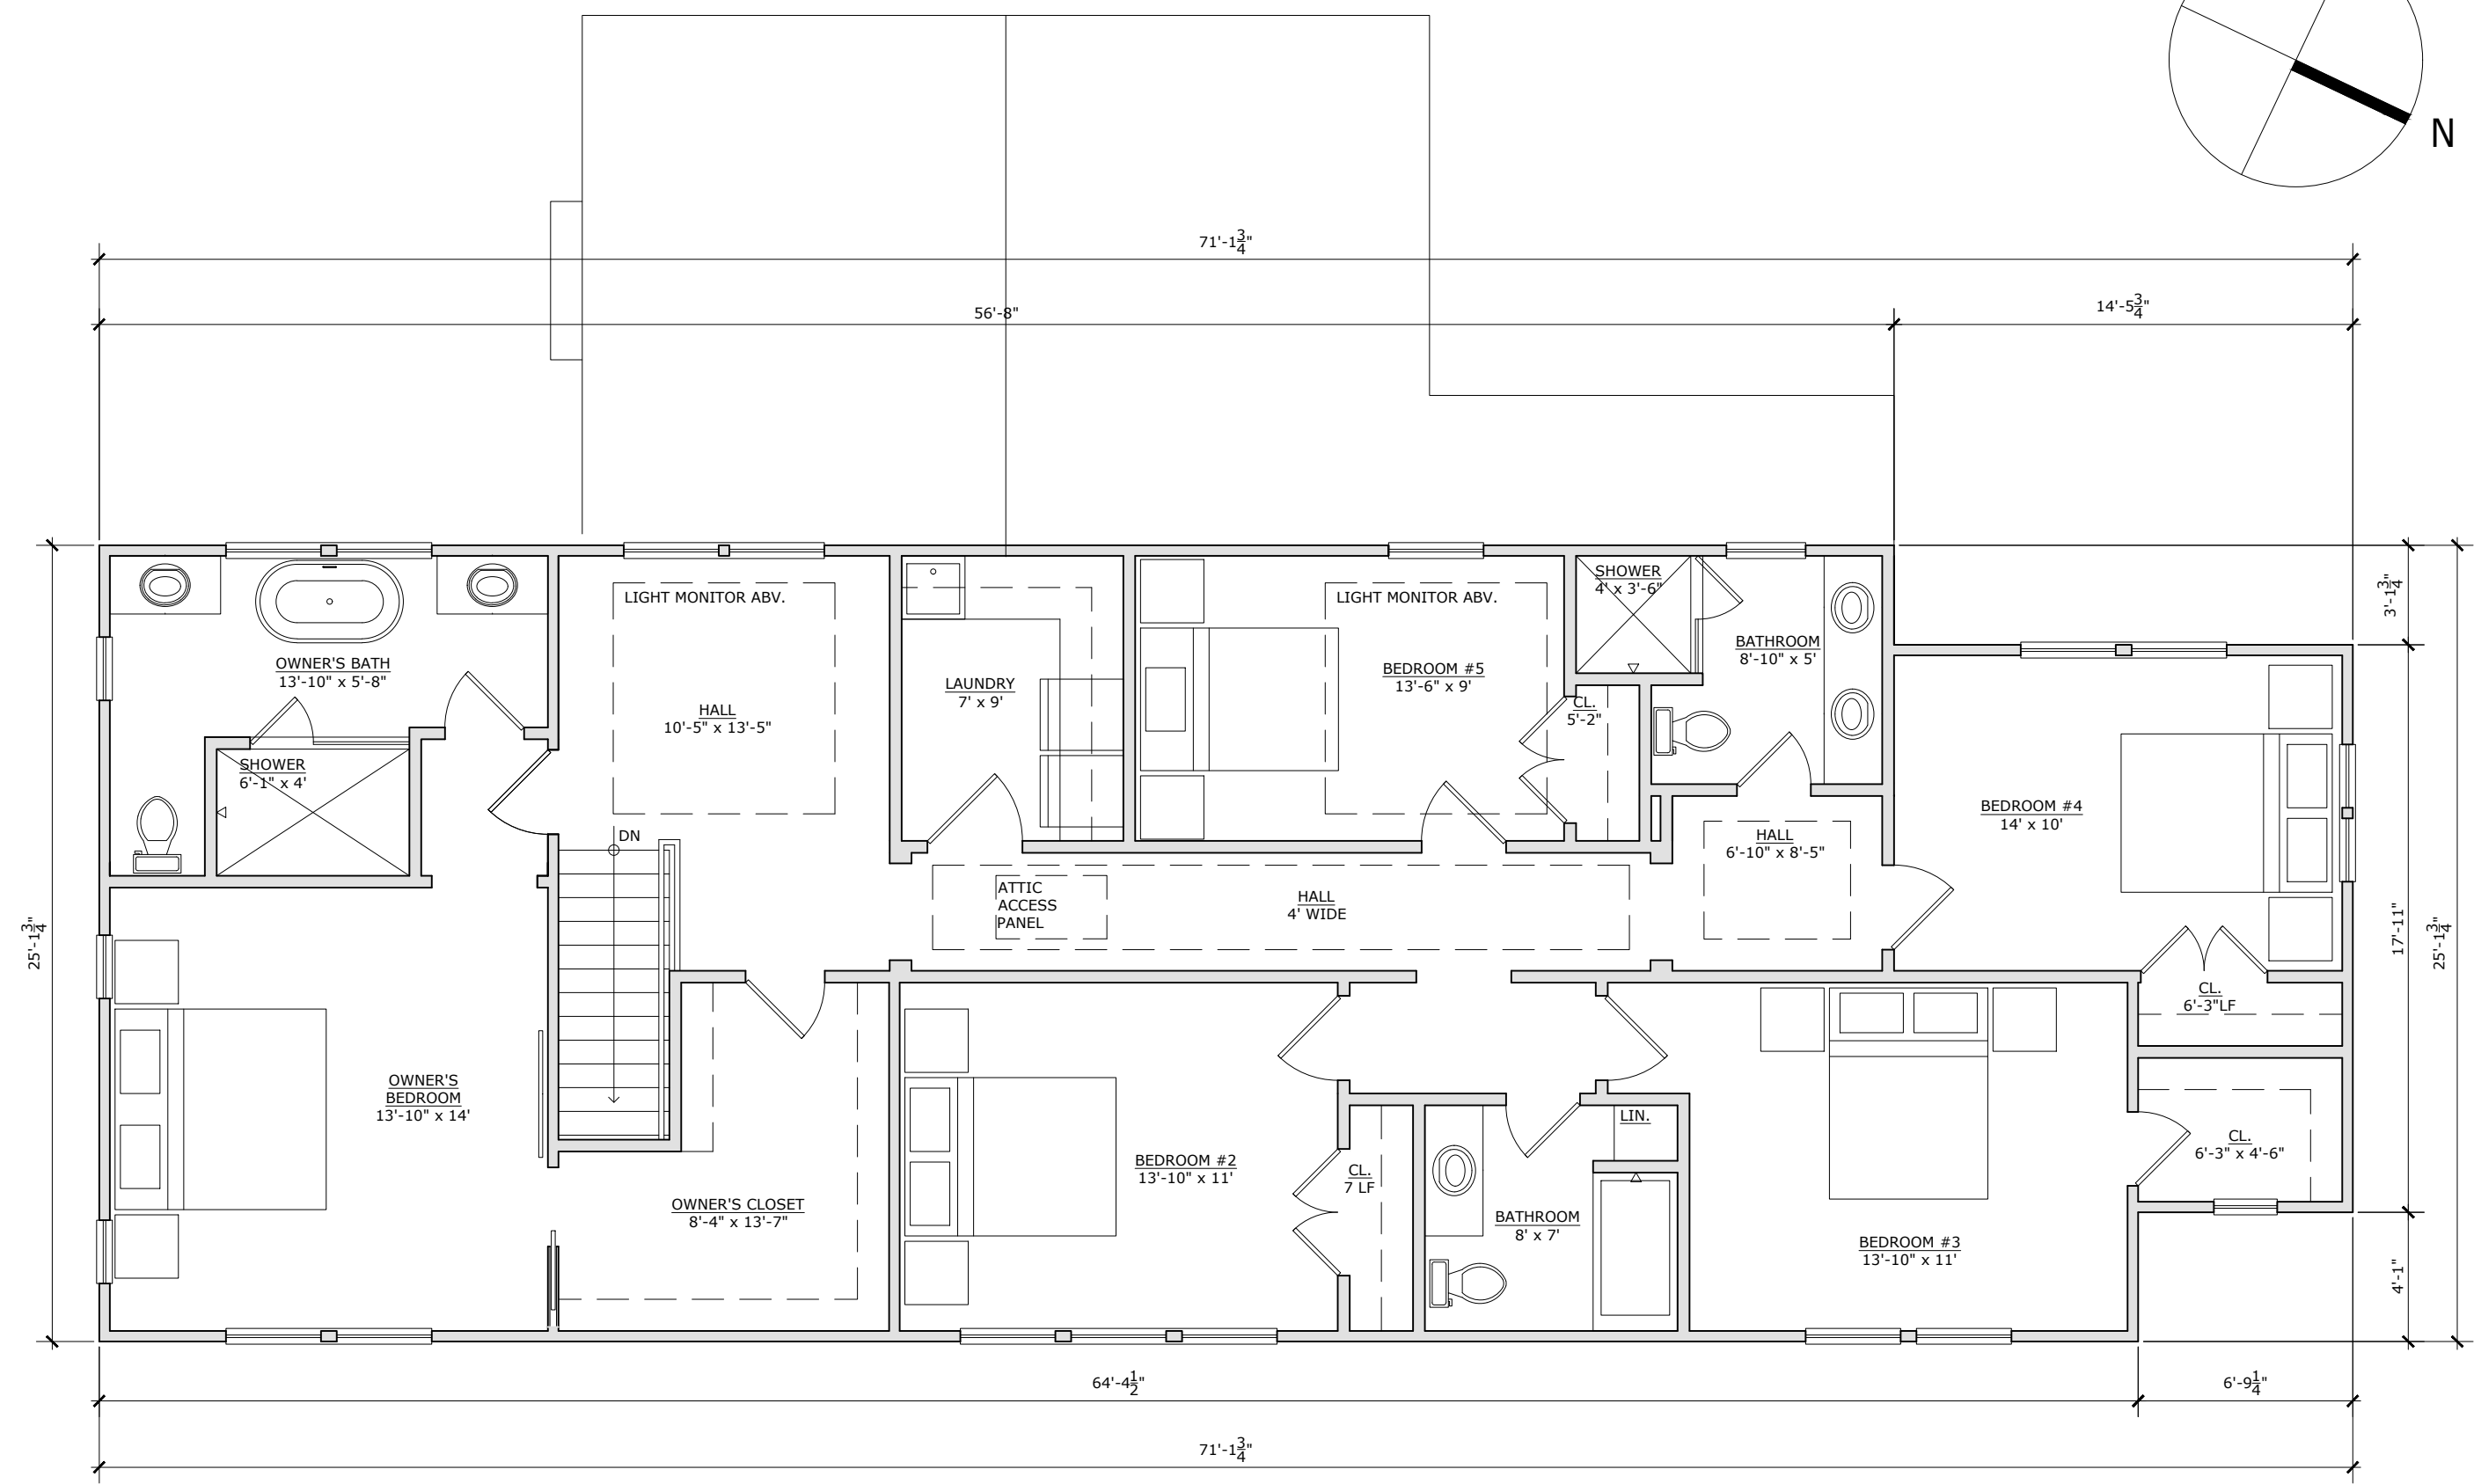 N
71'-1 3/4"
56'-8"
14'-5 3/4"
25'-1 3/4"
3'-1 3/4"
17'-11"
25'-1 3/4"
4'-1"
LIGHT MONITOR ABV.
LIGHT MONITOR ABV.
SHOWER
4' x 3'-6"
BATHROOM
8'-10" x 5'
OWNER'S BATH
13'-10" x 5'-8"
LAUNDRY
7' x 9'
BEDROOM #5
13'-6" x 9'
CL.
5'-2"
HALL
10'-5" x 13'-5"
SHOWER
6'-1" x 4'
DN
BEDROOM #4
14' x 10'
HALL
6'-10" x 8'-5"
ATTIC
ACCESS
PANEL
HALL
4' WIDE
CL.
6'-3"LF
OWNER'S
BEDROOM
13'-10" x 14'
LIN.
CL.
6'-3" x 4'-6"
BEDROOM #2
13'-10" x 11'
CL.
7 LF
OWNER'S CLOSET
8'-4" x 13'-7"
BATHROOM
8' x 7'
BEDROOM #3
13'-10" x 11'
64'-4 1/2"
6'-9 1/4"
71'-1 3/4"